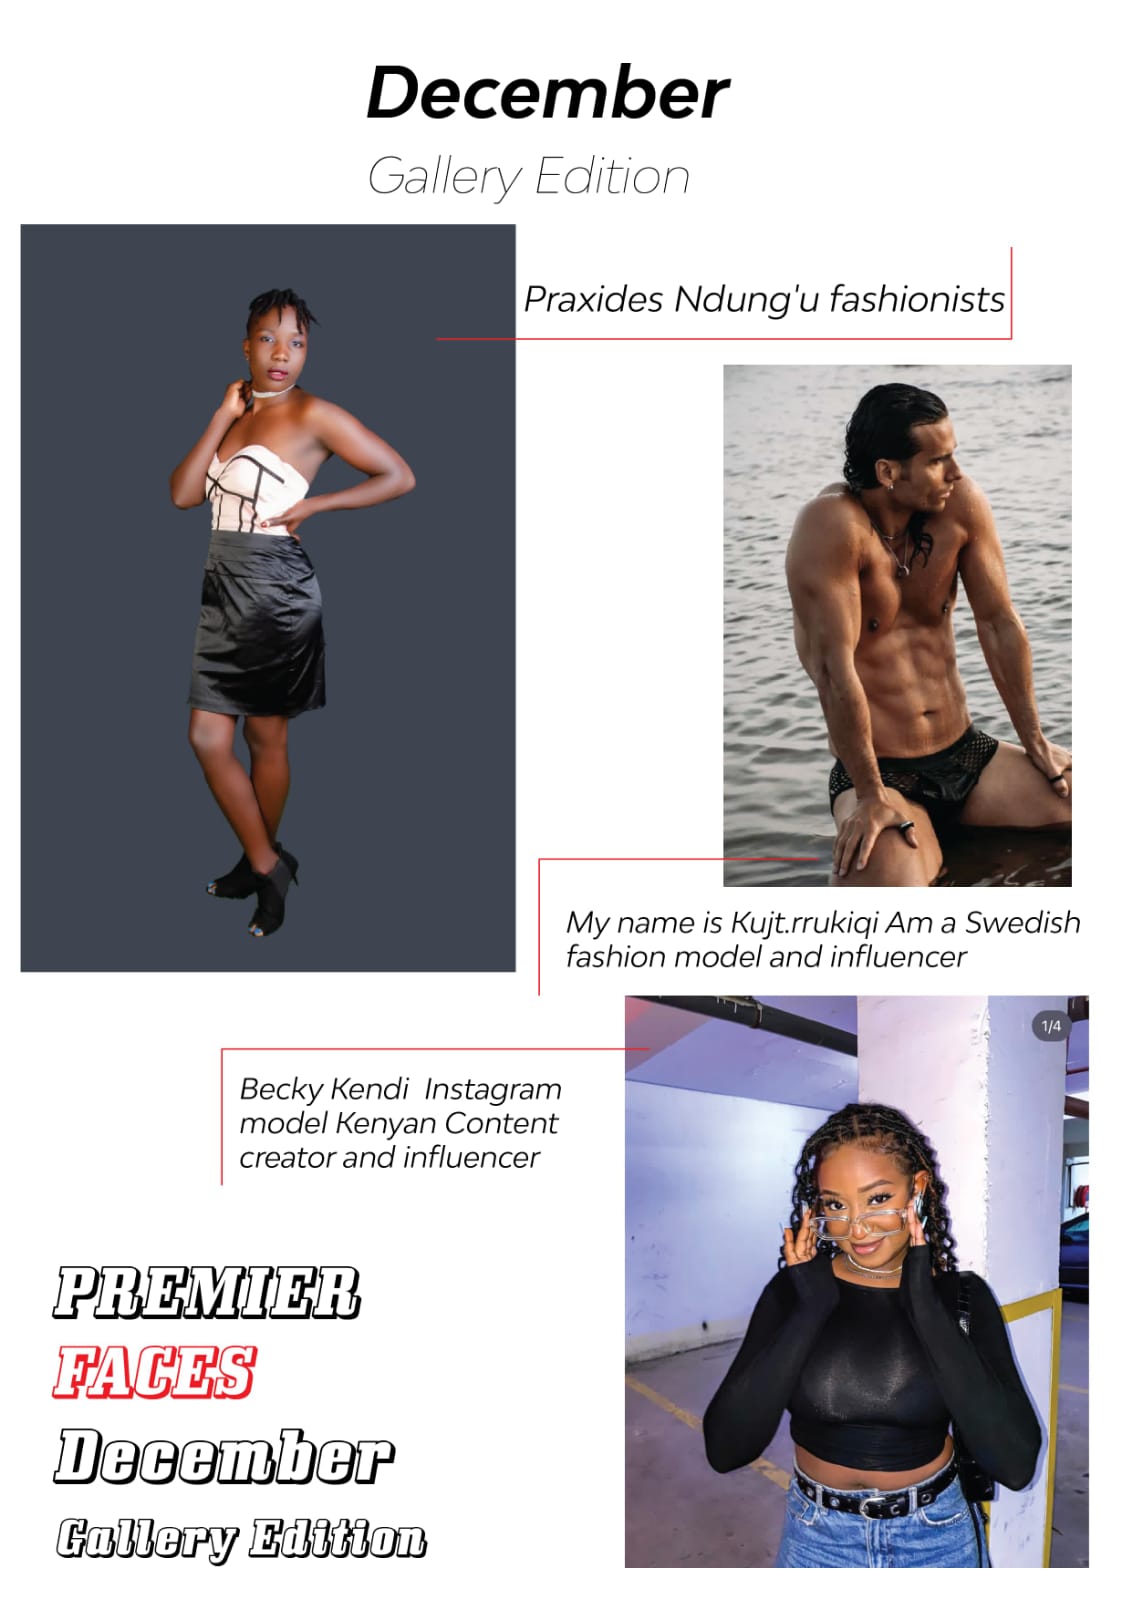 December
Gallery Edition
Praxides Ndung'u fashionists
My name is Kujt.rrukiqi Am a Swedish
fashion model and influencer
1/4
Becky Kendi Instagram
model Kenyan Content
creator and influencer
PREMIER
FACES
December
Gallery Edition